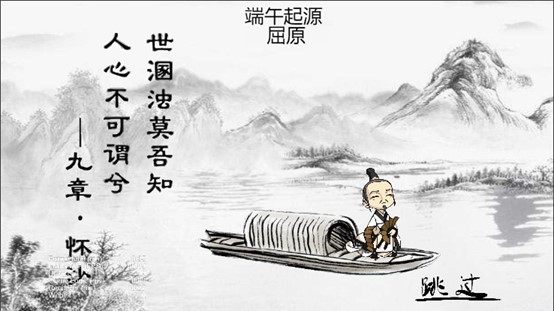 端午起源
屈原
世溷浊莫吾知
人心不可谓兮
—九章·怀沙
跳过